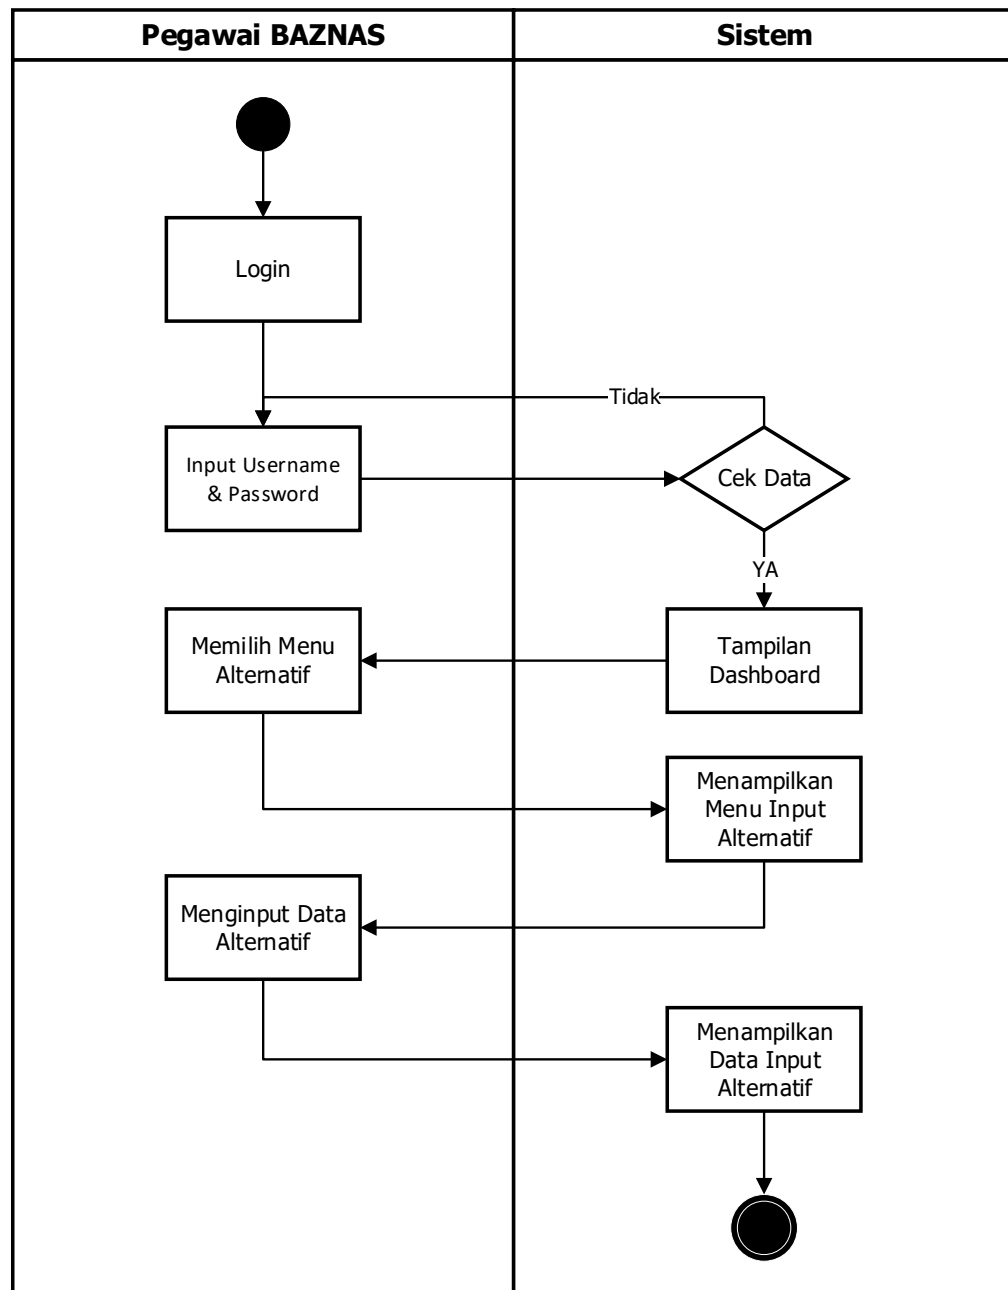 Pegawai BAZNAS
Sistem
Login
Tidak
Input Username
& Password
Cek Data
YA
Memilih Menu
Alternatif
Tampilan
Dashboard
Menampilkan
Menu Input
Alternatif
Menginput Data
Alternatif
Menampilkan
Data Input
Alternatif